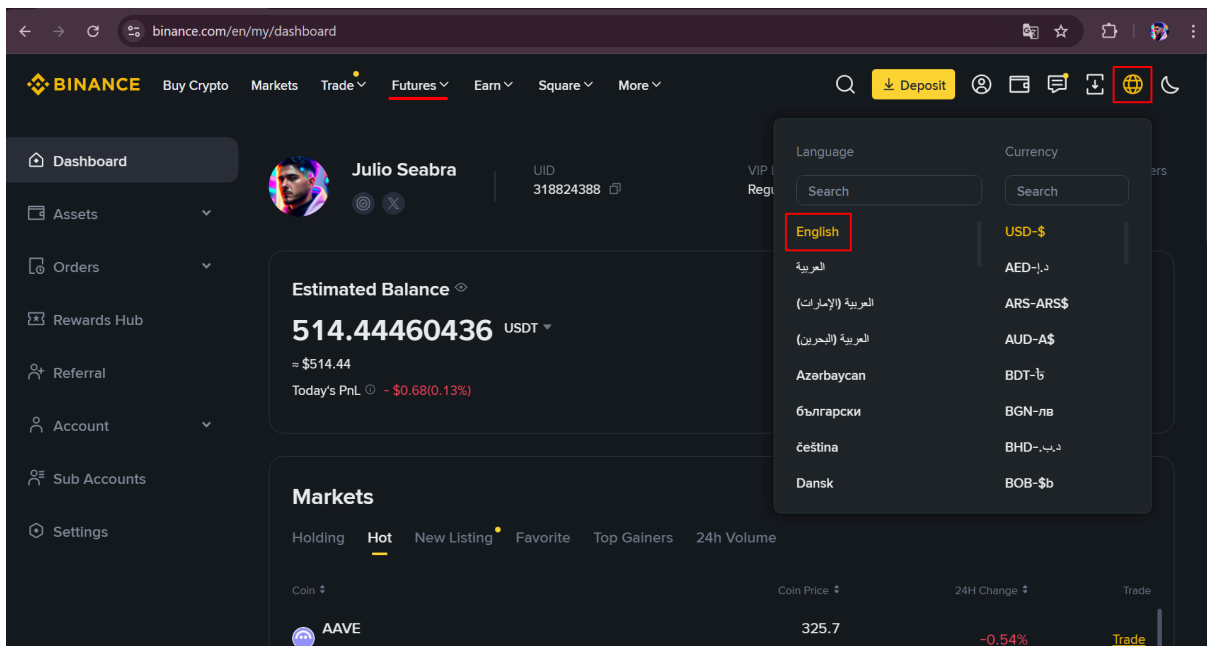 binance.com/en/my/dashboard
BINANCE Buy Crypto Markets Trade Futures Earn Square More Deposit
Dashboard
Assets
Orders
Rewards Hub
Referral
Account
Sub Accounts
Settings
Julio Seabra
UID
318824388
VIP
Regu
ers
Language
Search
English
العربية
العربية (الإمارات)
العربية (البحرين)
Azərbaycan
български
čeština
Dansk
Currency
Search
USD-$
AED-د.إ
ARS-ARS$
AUD-A$
BDT-৳
BGN-лв
BHD-.د.ب
BOB-$b
Estimated Balance
514.44460436 USDT
≈ $514.44
Today's PnL - $0.68(0.13%)
Markets
Holding Hot New Listing Favorite Top Gainers 24h Volume
Coin Coin Price 24H Change Trade
AAVE 325.7 -0.54% Trade